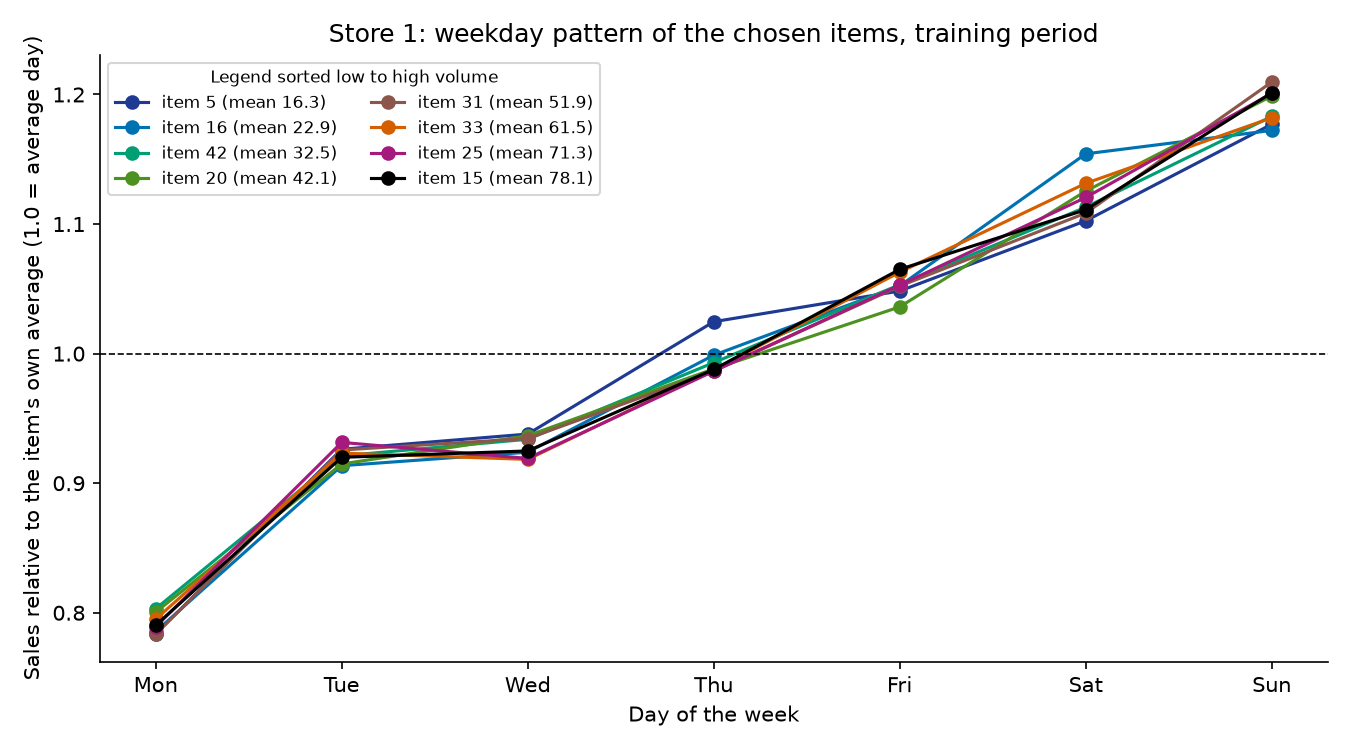 Store 1: weekday pattern of the chosen items, training period
Sales relative to the item's own average (1.0 = average day)
1.2
1.1
1.0
0.9
0.8
Legend sorted low to high volume
item 5 (mean 16.3)
item 16 (mean 22.9)
item 42 (mean 32.5)
item 20 (mean 42.1)
item 31 (mean 51.9)
item 33 (mean 61.5)
item 25 (mean 71.3)
item 15 (mean 78.1)
Mon Tue Wed Thu Fri Sat Sun
Day of the week